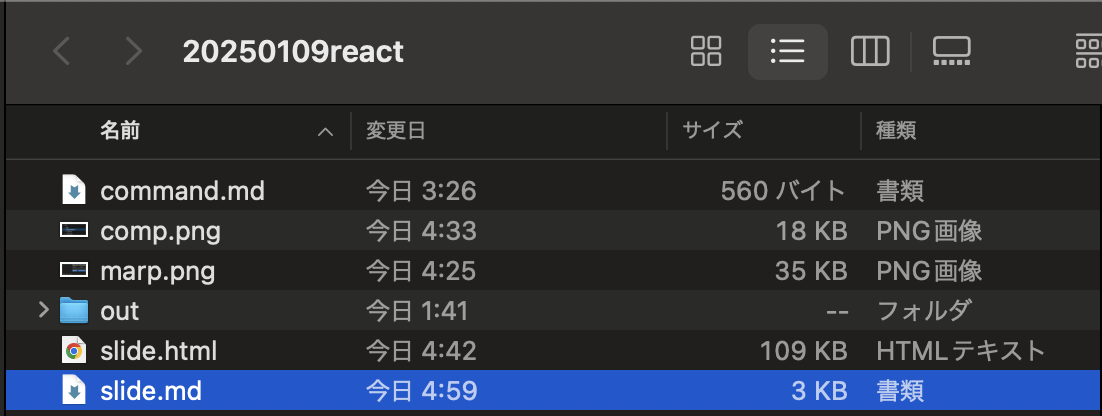 20250109react
名前 変更日 サイズ 種類
command.md 今日 3:26 560 バイト 書類
comp.png 今日 4:33 18 KB PNG画像
marp.png 今日 4:25 35 KB PNG画像
out 今日 1:41 -- フォルダ
slide.html 今日 4:42 109 KB HTMLテキスト
slide.md 今日 4:59 3 KB 書類